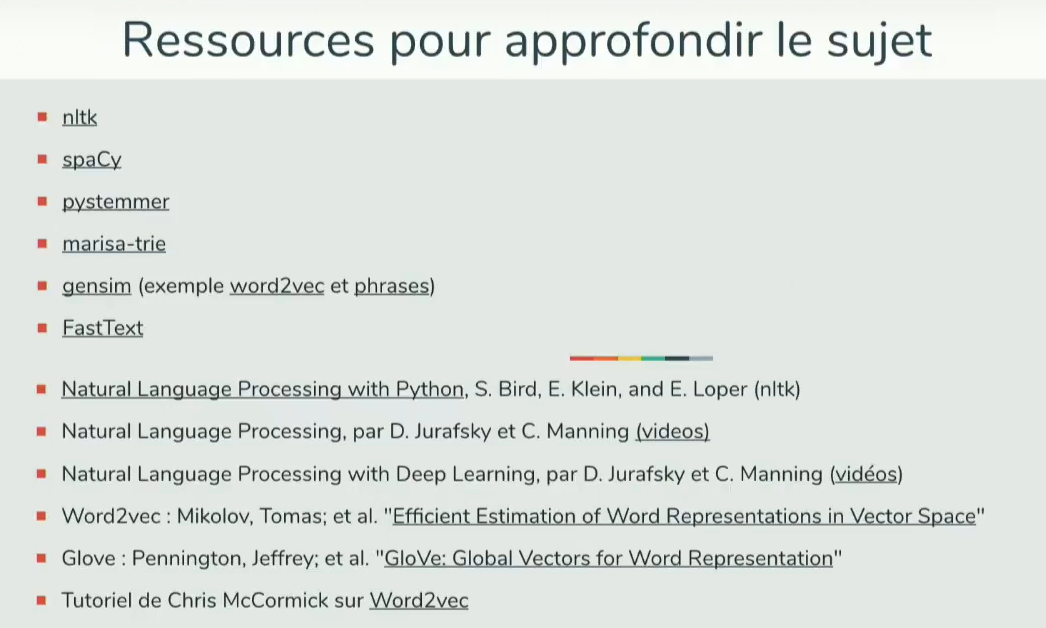 Ressources pour approfondir le sujet
nltk
spaCy
pystemmer
marisa-trie
gensim (exemple word2vec et phrases)
FastText
Natural Language Processing with Python, S. Bird, E. Klein, and E. Loper (nltk)
Natural Language Processing, par D. Jurafsky et C. Manning (videos)
Natural Language Processing with Deep Learning, par D. Jurafsky et C. Manning (vidéos)
Word2vec : Mikolov, Tomas; et al. "Efficient Estimation of Word Representations in Vector Space"
Glove : Pennington, Jeffrey; et al. "GloVe: Global Vectors for Word Representation"
Tutoriel de Chris McCormick sur Word2vec